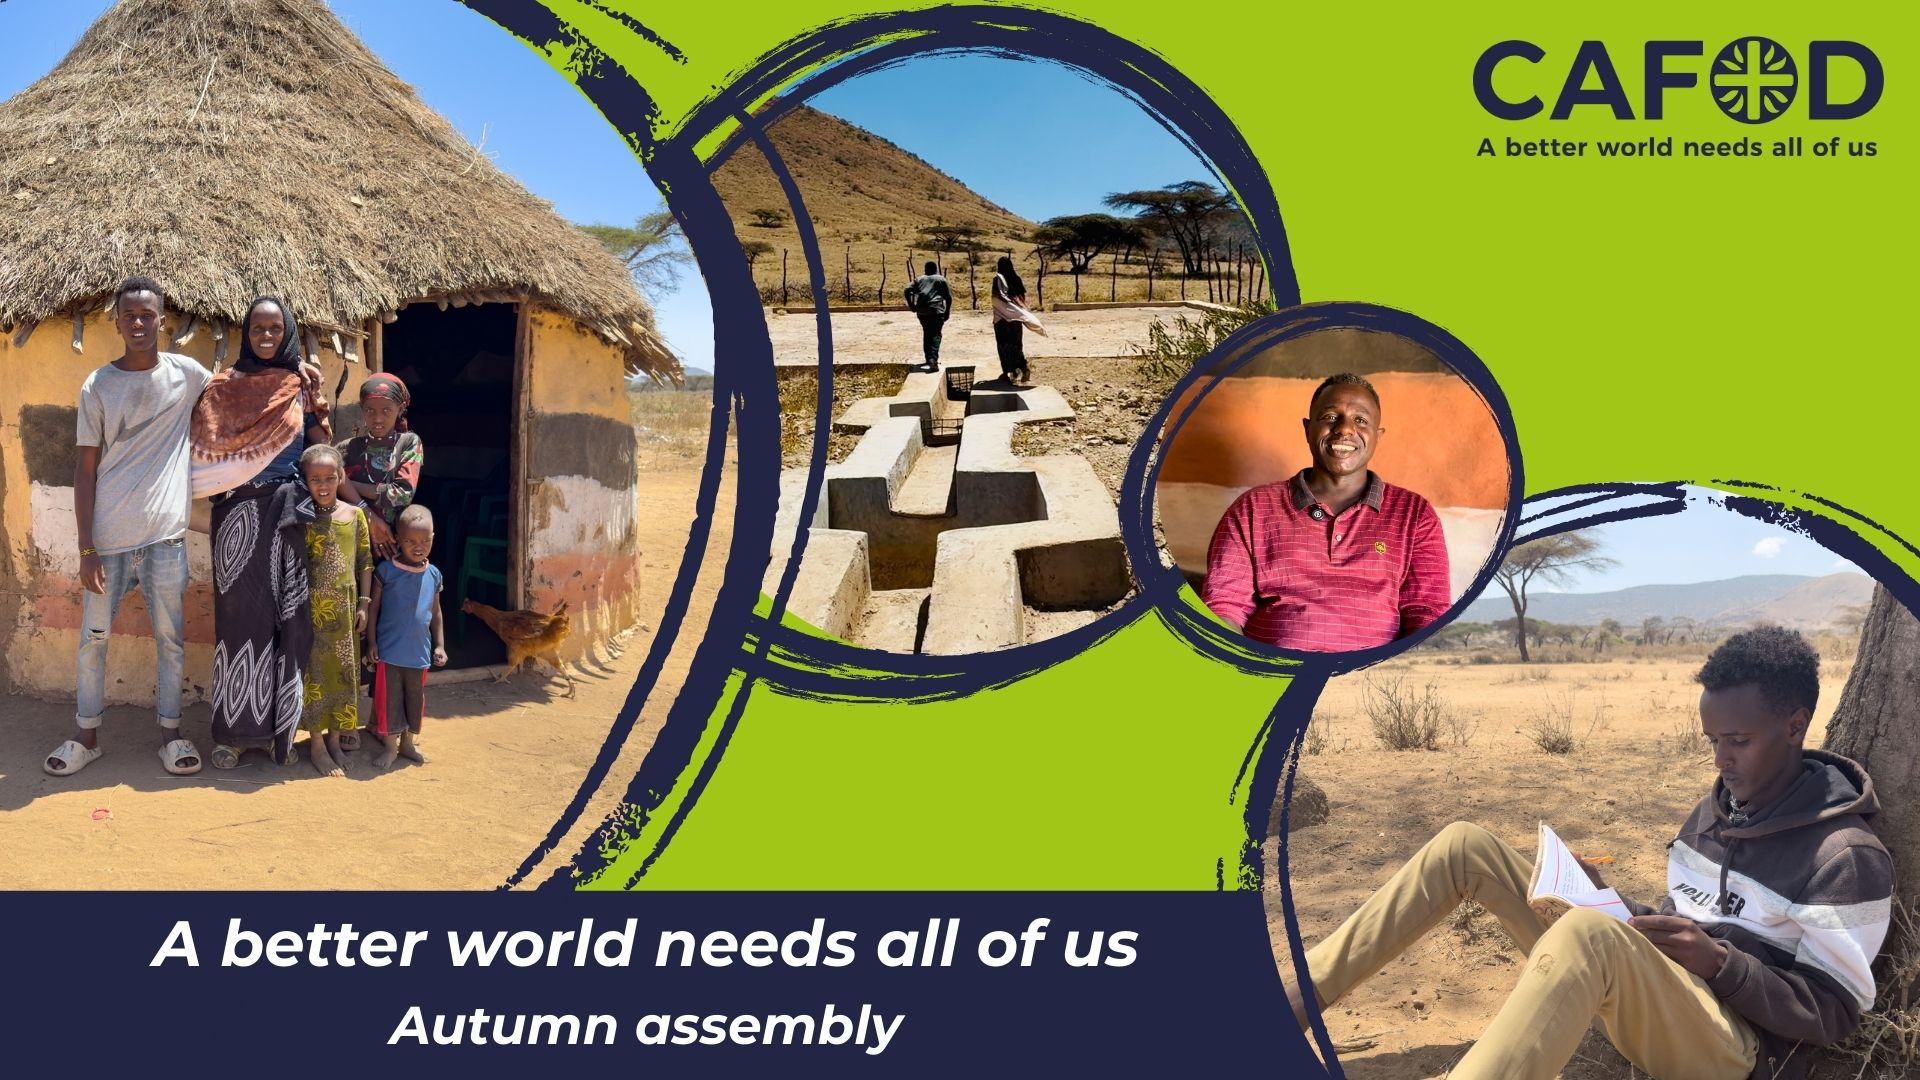 CAFOD
A better world needs all of us
A better world needs all of us
Autumn assembly